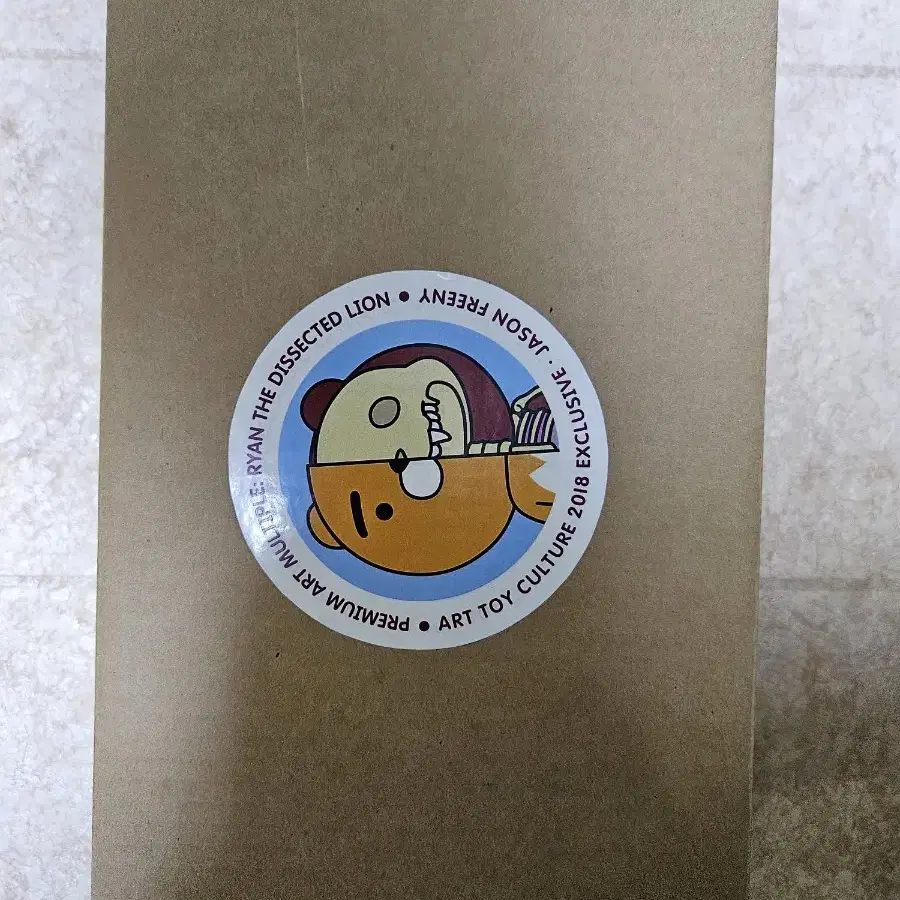 PREMIUM ART MULTIPLE: RYAN THE DISSECTED LION
ART TOY CULTURE 2018 EXCLUSIVE · JASON FREENY